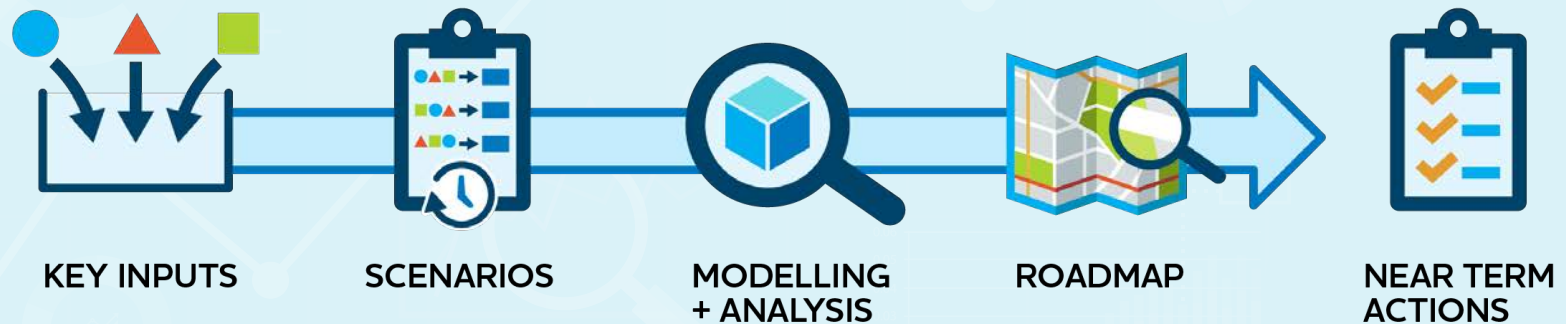 KEY INPUTS
SCENARIOS
MODELLING
+ ANALYSIS
ROADMAP
NEAR TERM
ACTIONS